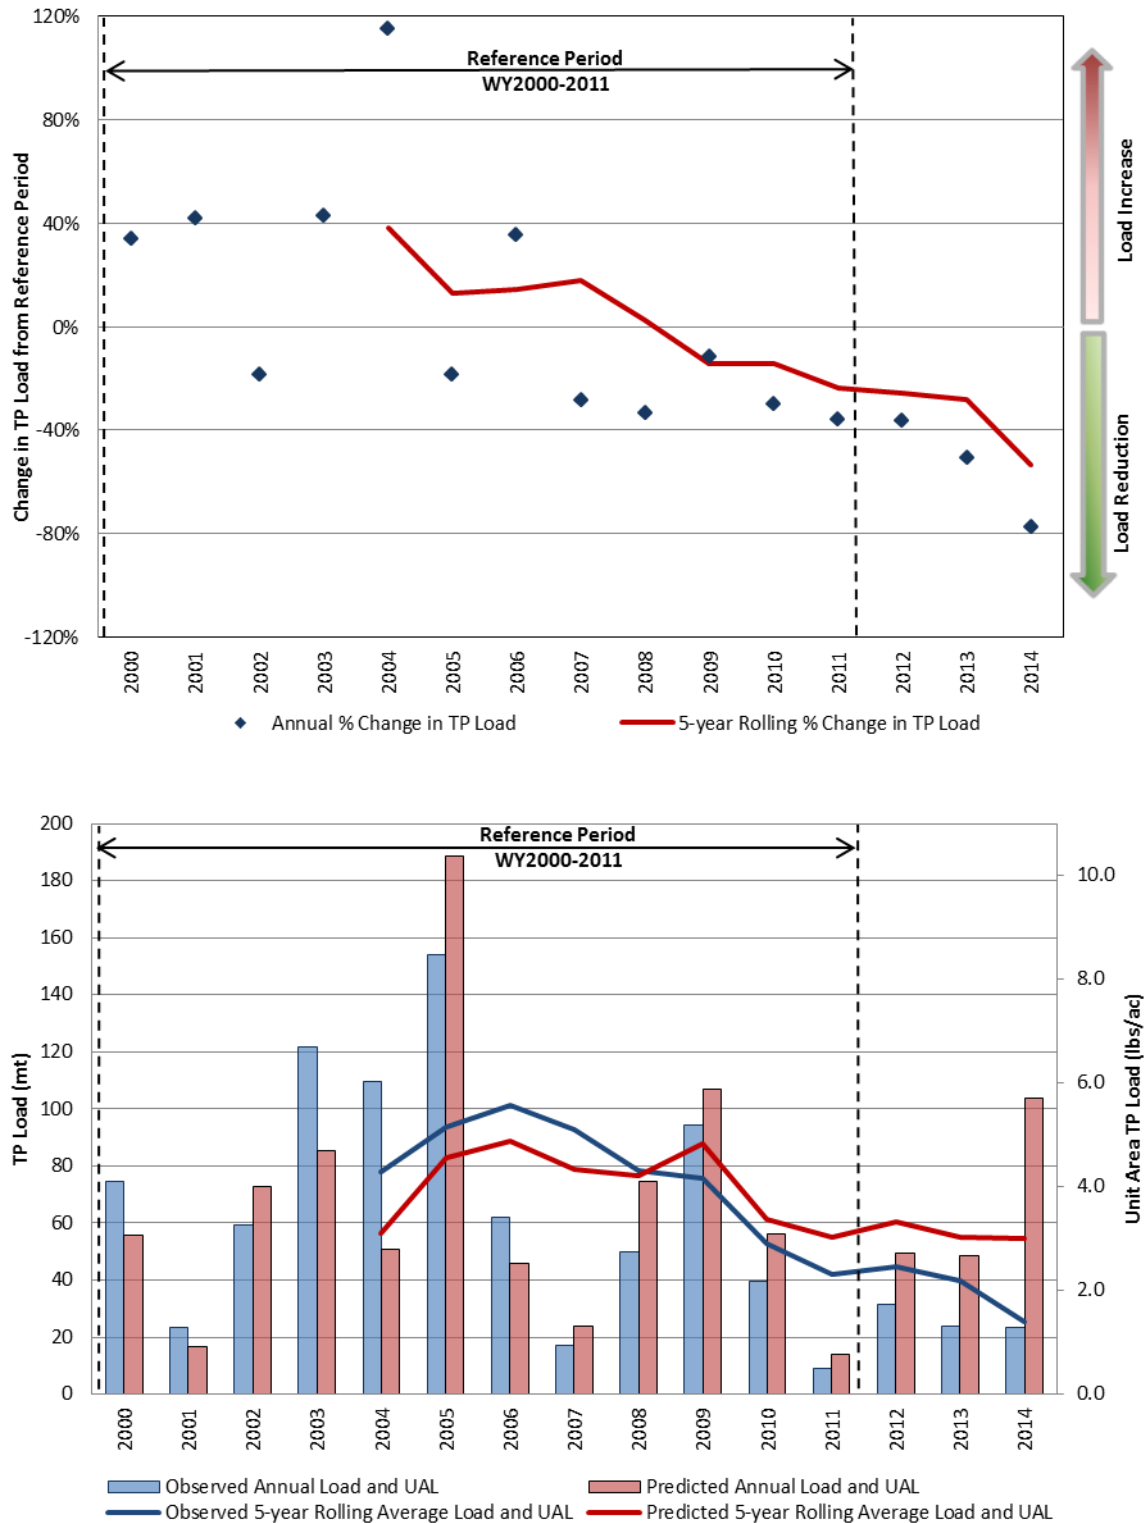 120%
80%
40%
0%
-40%
-80%
-120%
Change in TP Load from Reference Period
Reference Period
WY2000-2011
Load Increase
Load Reduction
2000 2001 2002 2003 2004 2005 2006 2007 2008 2009 2010 2011 2012 2013 2014
Annual % Change in TP Load 5-year Rolling % Change in TP Load
200
180
160
140
120
100
80
60
40
20
0
TP Load (mt)
Reference Period
WY2000-2011
10.0
8.0
6.0
4.0
2.0
0.0
Unit Area TP Load (lbs/ac)
2000 2001 2002 2003 2004 2005 2006 2007 2008 2009 2010 2011 2012 2013 2014
Observed Annual Load and UAL Predicted Annual Load and UAL
Observed 5-year Rolling Average Load and UAL Predicted 5-year Rolling Average Load and UAL